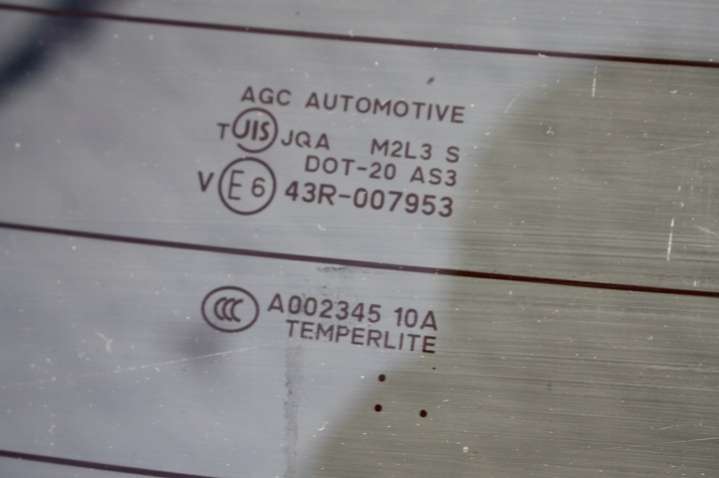 AGC AUTOMOTIVE
T JIS JQA M2L3 S
DOT-20 AS3
V E6 43R-007953
CCC A002345 10A
TEMPERLITE